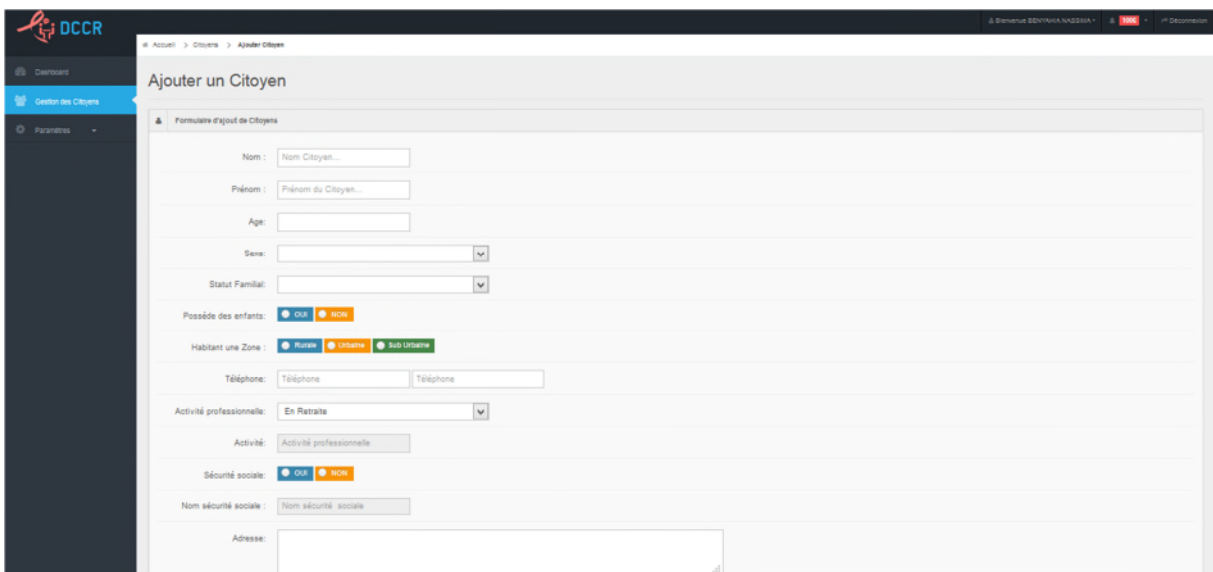 DCCR
Bienvenue BENYAHIA NASSIMA
1000
Déconnexion
Accueil > Citoyens > Ajouter Citoyen
Dashboard
Gestion des Citoyens
Paramètres
Ajouter un Citoyen
Formulaire d'ajout de Citoyens
Nom : Nom Citoyen...
Prénom : Prénom du Citoyen...
Age:
Sexe:
Statut Familial:
Posséde des enfants: OUI NON
Habitant une Zone : Rurale Urbaine Sub Urbaine
Téléphone: Téléphone Téléphone
Activité professionnelle: En Retraite
Activité: Activité professionnelle
Sécurité sociale: OUI NON
Nom sécurité sociale : Nom sécurité sociale
Adresse: